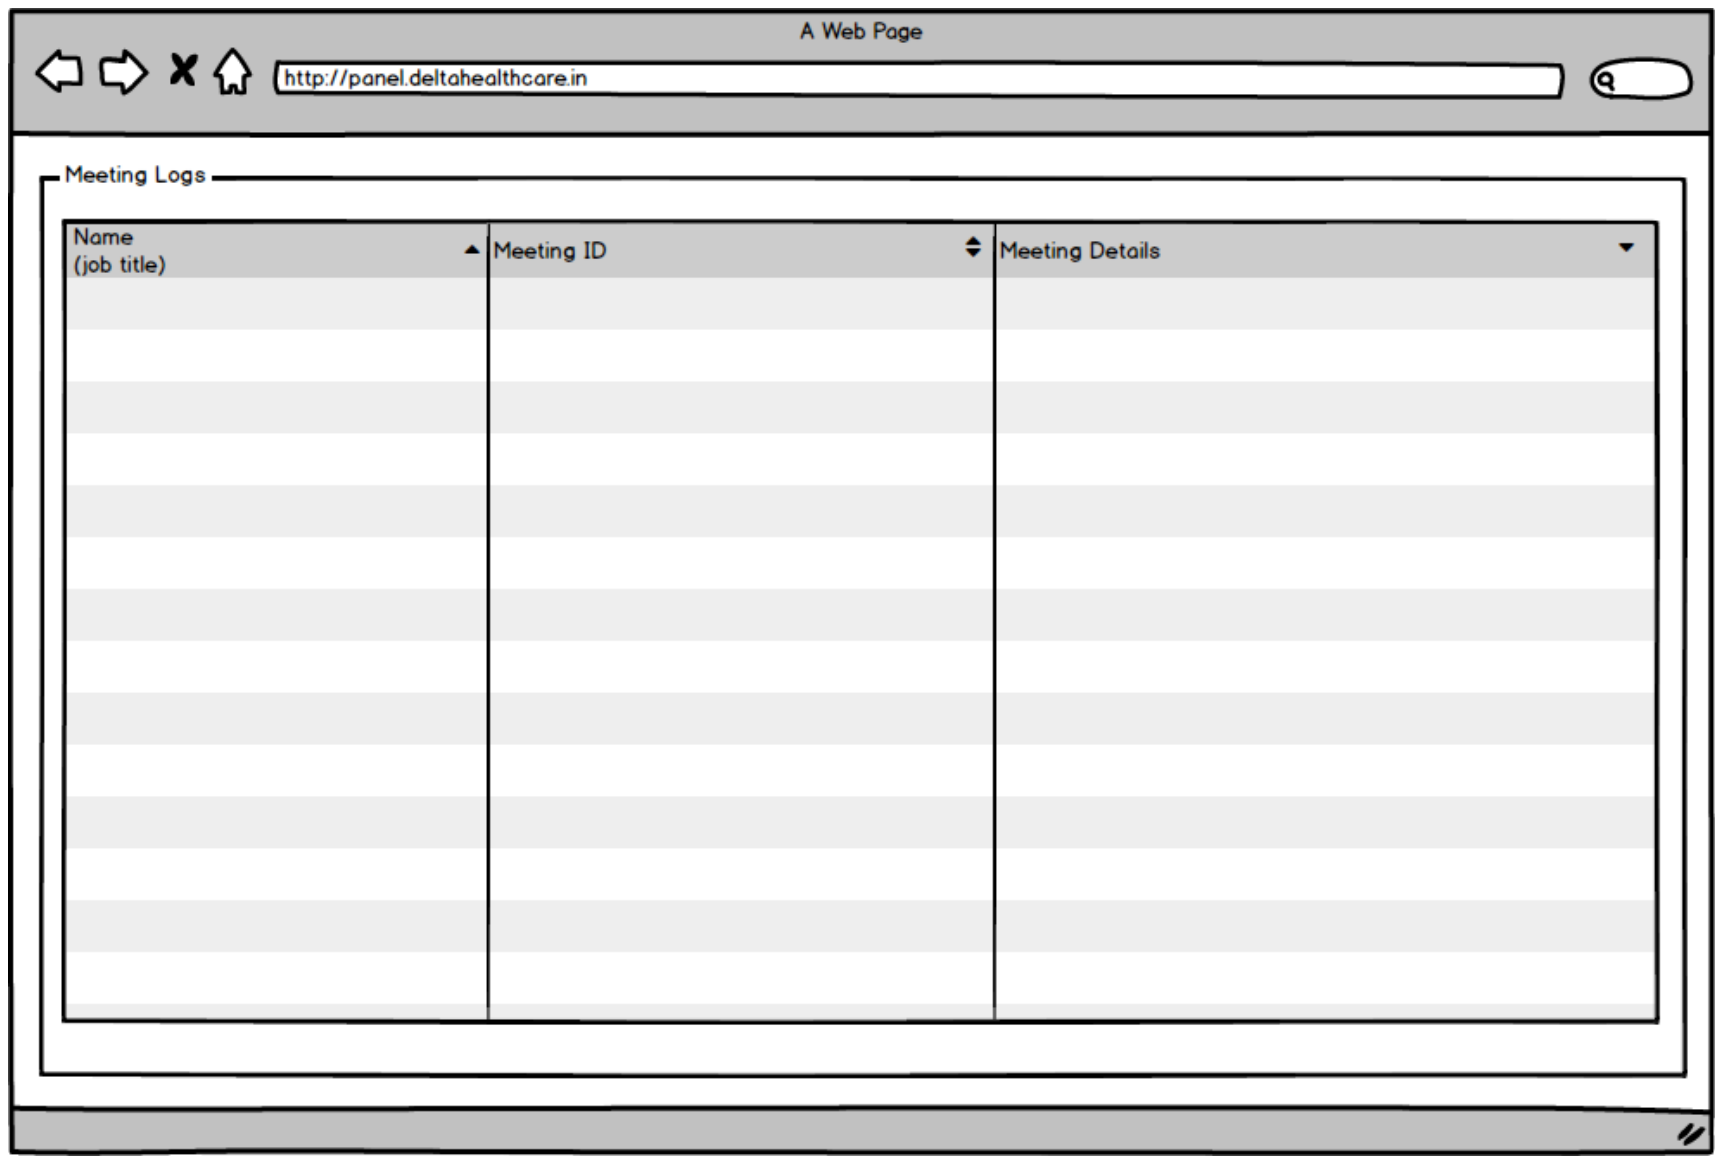 A Web Page
http://panel.deltahealthcare.in
Meeting Logs
Name
(job title)
Meeting ID
Meeting Details